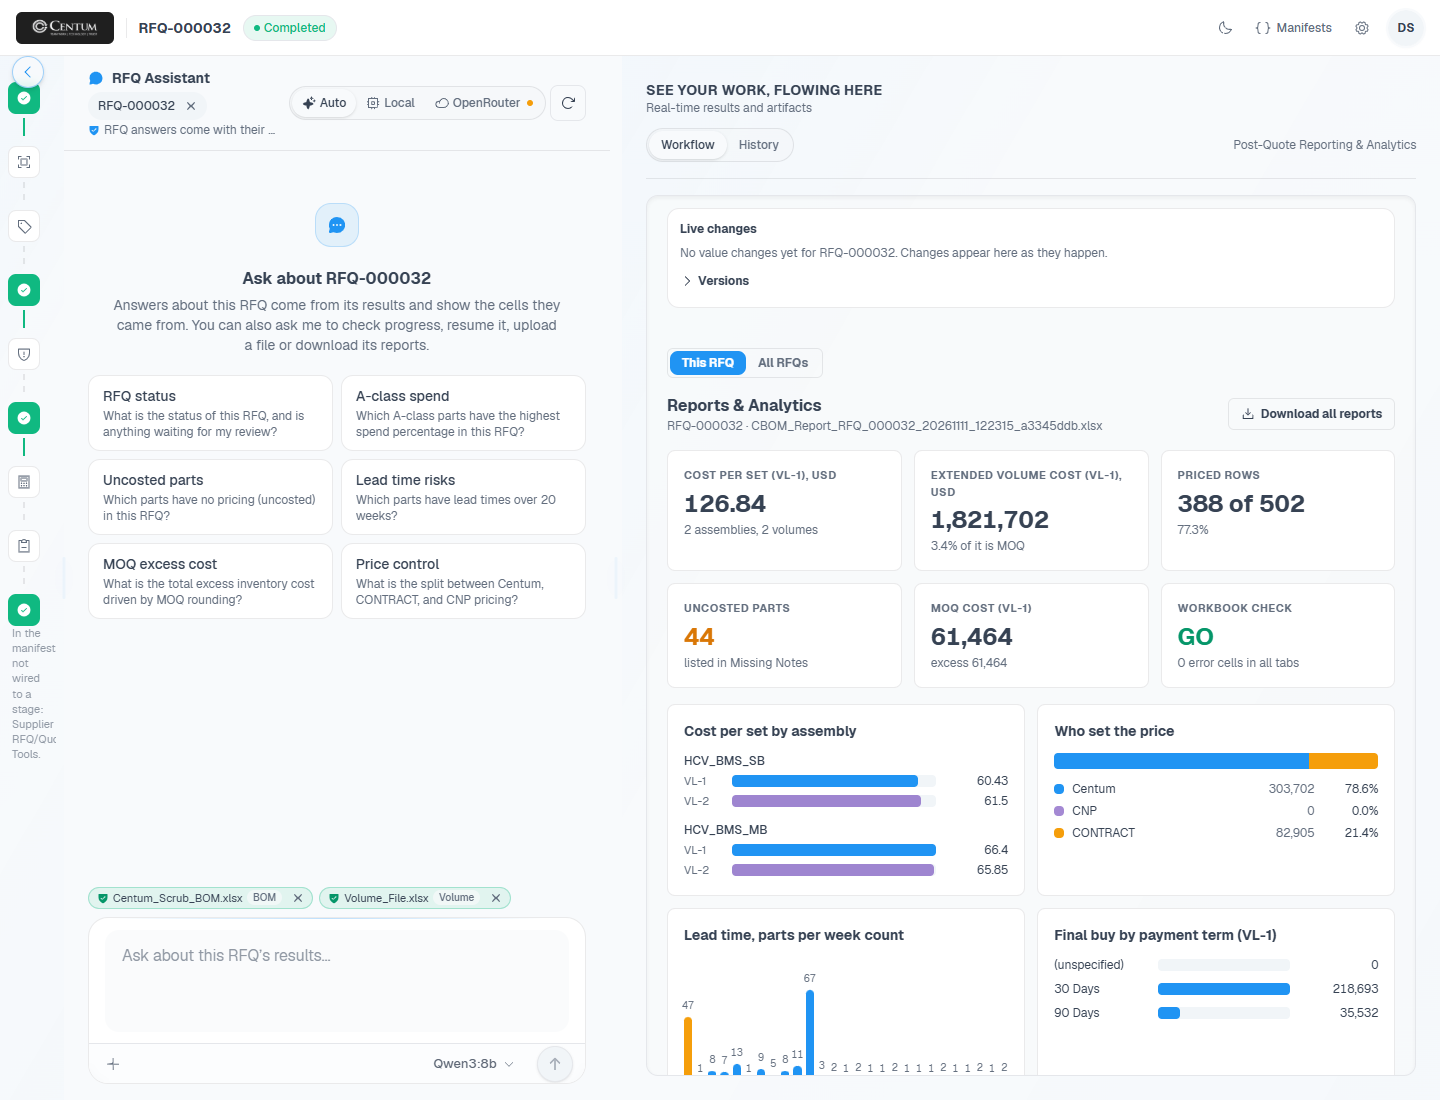 CENTUM
RFQ-000032
Completed
{ } Manifests
DS
RFQ Assistant
RFQ-000032
Auto
Local
OpenRouter
RFQ answers come with their ...
Ask about RFQ-000032
Answers about this RFQ come from its results and show the cells they
came from. You can also ask me to check progress, resume it, upload
a file or download its reports.
RFQ status
What is the status of this RFQ, and is
anything waiting for my review?
A-class spend
Which A-class parts have the highest
spend percentage in this RFQ?
Uncosted parts
Which parts have no pricing (uncosted)
in this RFQ?
Lead time risks
Which parts have lead times over 20
weeks?
MOQ excess cost
What is the total excess inventory cost
driven by MOQ rounding?
Price control
What is the split between Centum,
CONTRACT, and CNP pricing?
In the
manifest
not
wired
to a
stage:
Supplier
RFQ/Quo
Tools.
Centum_Scrub_BOM.xlsx BOM
Volume_File.xlsx Volume
Ask about this RFQ's results...
Qwen3:8b
SEE YOUR WORK, FLOWING HERE
Real-time results and artifacts
Workflow
History
Post-Quote Reporting & Analytics
Live changes
No value changes yet for RFQ-000032. Changes appear here as they happen.
Versions
This RFQ
All RFQs
Reports & Analytics
RFQ-000032 · CBOM_Report_RFQ_000032_20261111_122315_a3345ddb.xlsx
Download all reports
COST PER SET (VL-1), USD
126.84
2 assemblies, 2 volumes
EXTENDED VOLUME COST (VL-1),
USD
1,821,702
3.4% of it is MOQ
PRICED ROWS
388 of 502
77.3%
UNCOSTED PARTS
44
listed in Missing Notes
MOQ COST (VL-1)
61,464
excess 61,464
WORKBOOK CHECK
GO
0 error cells in all tabs
Cost per set by assembly
HCV_BMS_SB
VL-1 60.43
VL-2 61.5
HCV_BMS_MB
VL-1 66.4
VL-2 65.85
Who set the price
Centum 303,702 78.6%
CNP 0 0.0%
CONTRACT 82,905 21.4%
Lead time, parts per week count
47 1 8 7 13 1 9 5 8 11 67 3 2 1 2 1 1 2 1 1 1 2 1 1 2 1 2
Final buy by payment term (VL-1)
(unspecified) 0
30 Days 218,693
90 Days 35,532